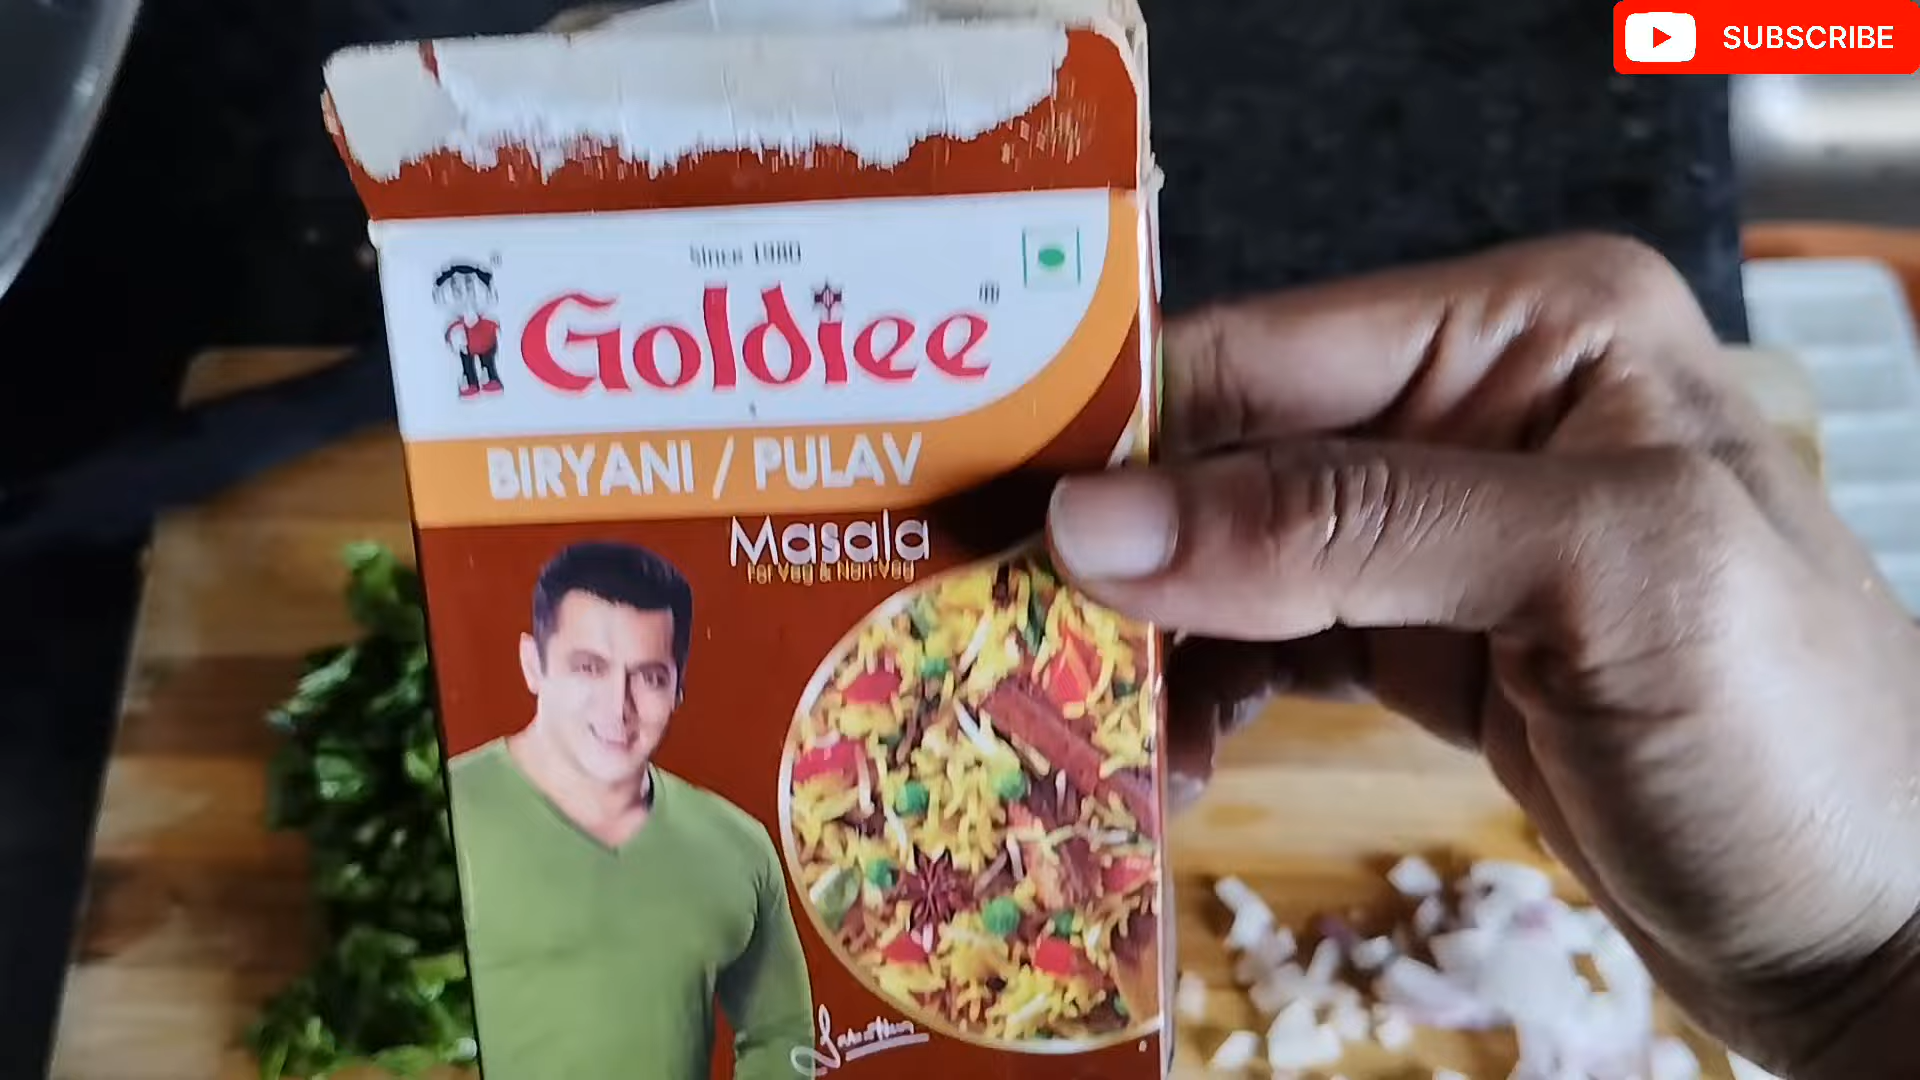 SUBSCRIBE
Since 1980
Goldiee
BIRYANI / PULAV
Masala
For Veg & Non-Veg